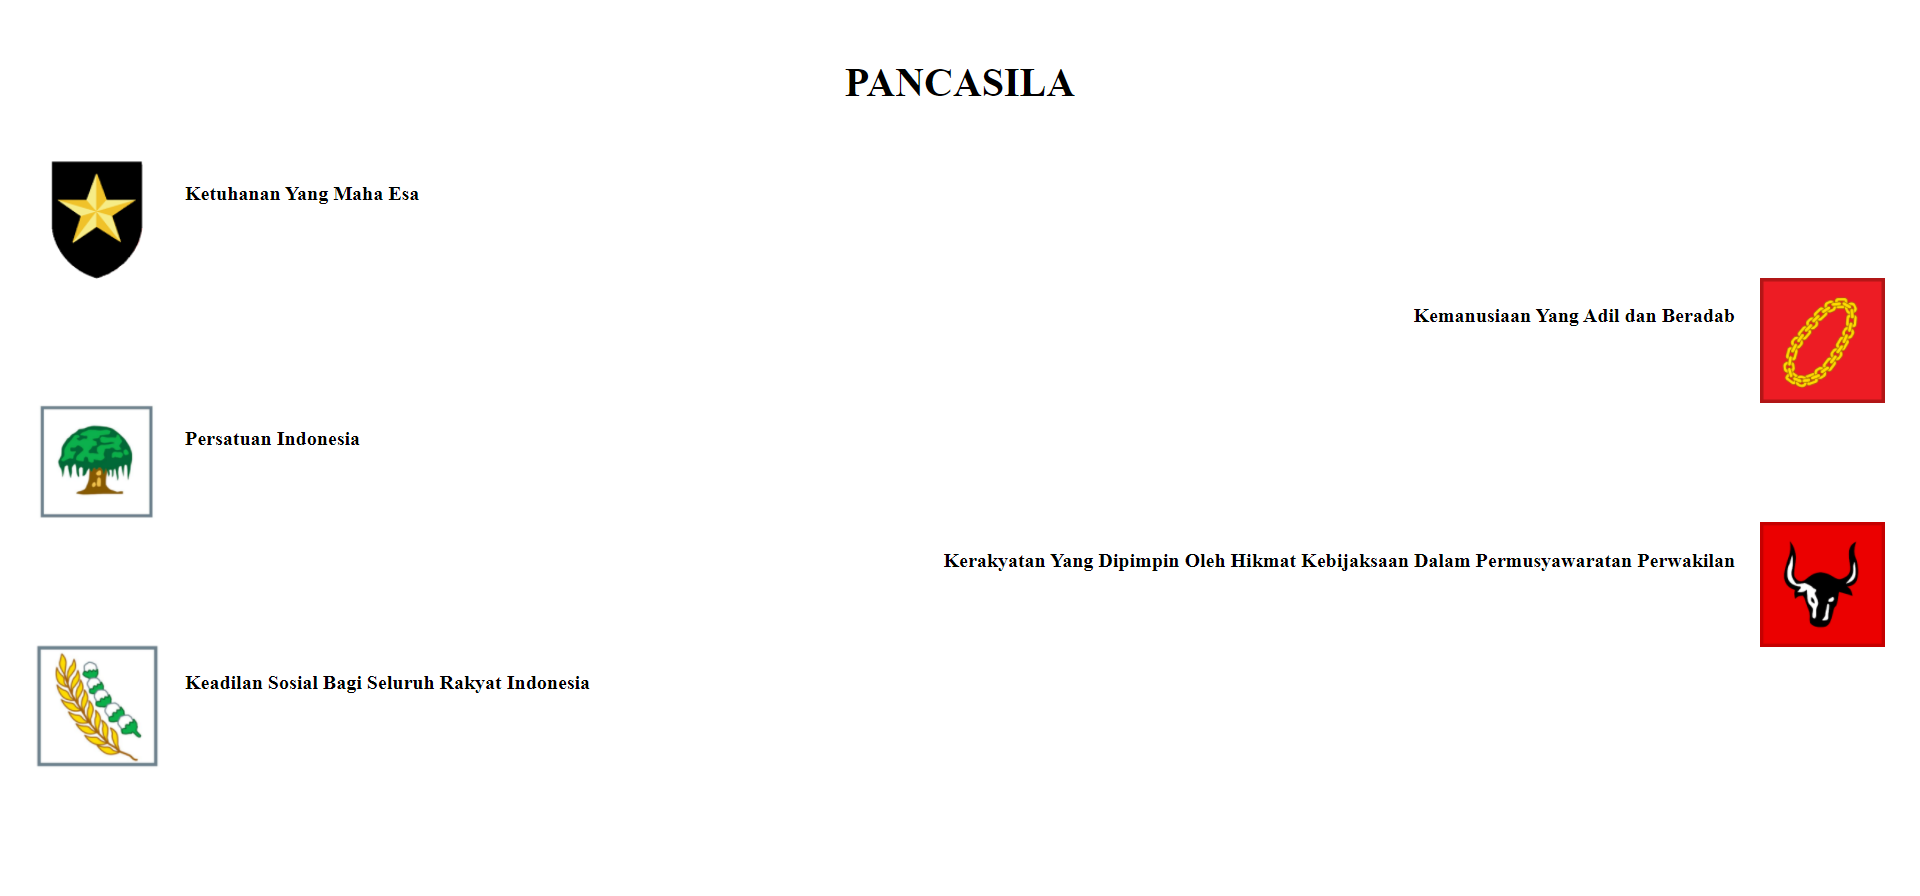 PANCASILA
Ketuhanan Yang Maha Esa
Kemanusiaan Yang Adil dan Beradab
Persatuan Indonesia
Kerakyatan Yang Dipimpin Oleh Hikmat Kebijaksaan Dalam Permusyawaratan Perwakilan
Keadilan Sosial Bagi Seluruh Rakyat Indonesia